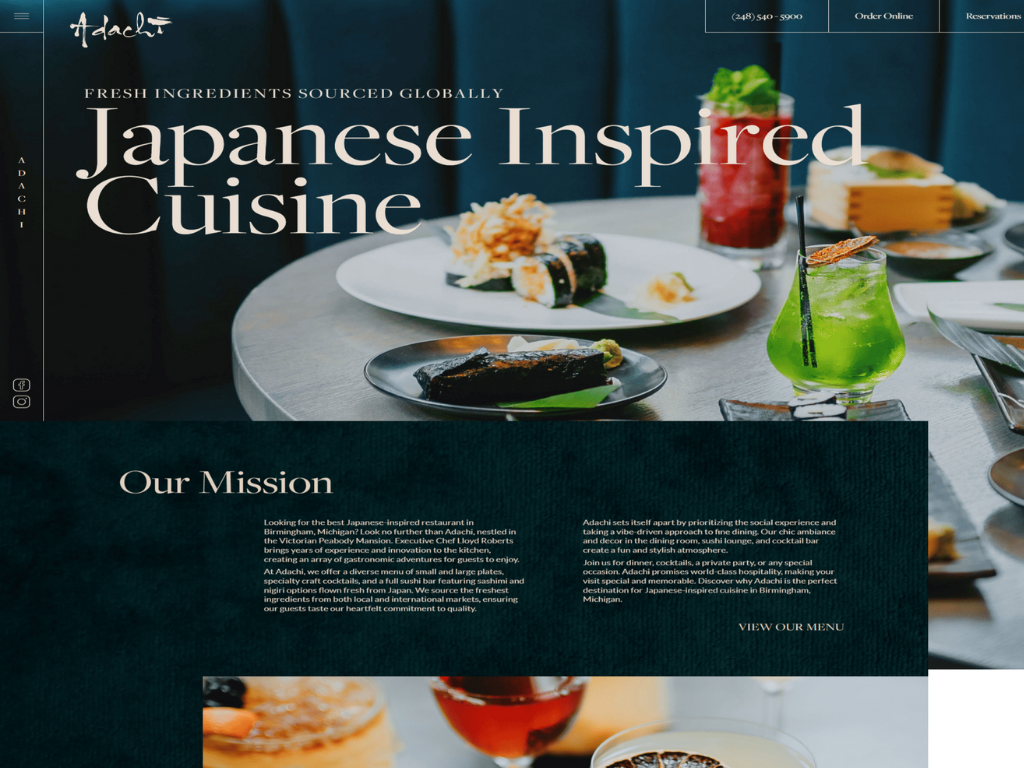 Adachi
(248) 540 - 5900
Order Online
Reservations
FRESH INGREDIENTS SOURCED GLOBALLY
Japanese Inspired
Cuisine
ADACHI
Our Mission
Looking for the best Japanese-inspired restaurant in
Birmingham, Michigan? Look no further than Adachi, nestled in
the Victorian Peabody Mansion. Executive Chef Lloyd Roberts
brings years of experience and innovation to the kitchen,
creating an array of gastronomic adventures for guests to enjoy.
At Adachi, we offer a diverse menu of small and large plates,
specialty craft cocktails, and a full sushi bar featuring sashimi and
nigiri options flown fresh from Japan. We source the freshest
ingredients from both local and international markets, ensuring
our guests taste our heartfelt commitment to quality.
Adachi sets itself apart by prioritizing the social experience and
taking a vibe-driven approach to fine dining. Our chic ambiance
and decor in the dining room, sushi lounge, and cocktail bar
create a fun and stylish atmosphere.
Join us for dinner, cocktails, a private party, or any special
occasion. Adachi promises world-class hospitality, making your
visit special and memorable. Discover why Adachi is the perfect
destination for Japanese-inspired cuisine in Birmingham,
Michigan.
VIEW OUR MENU